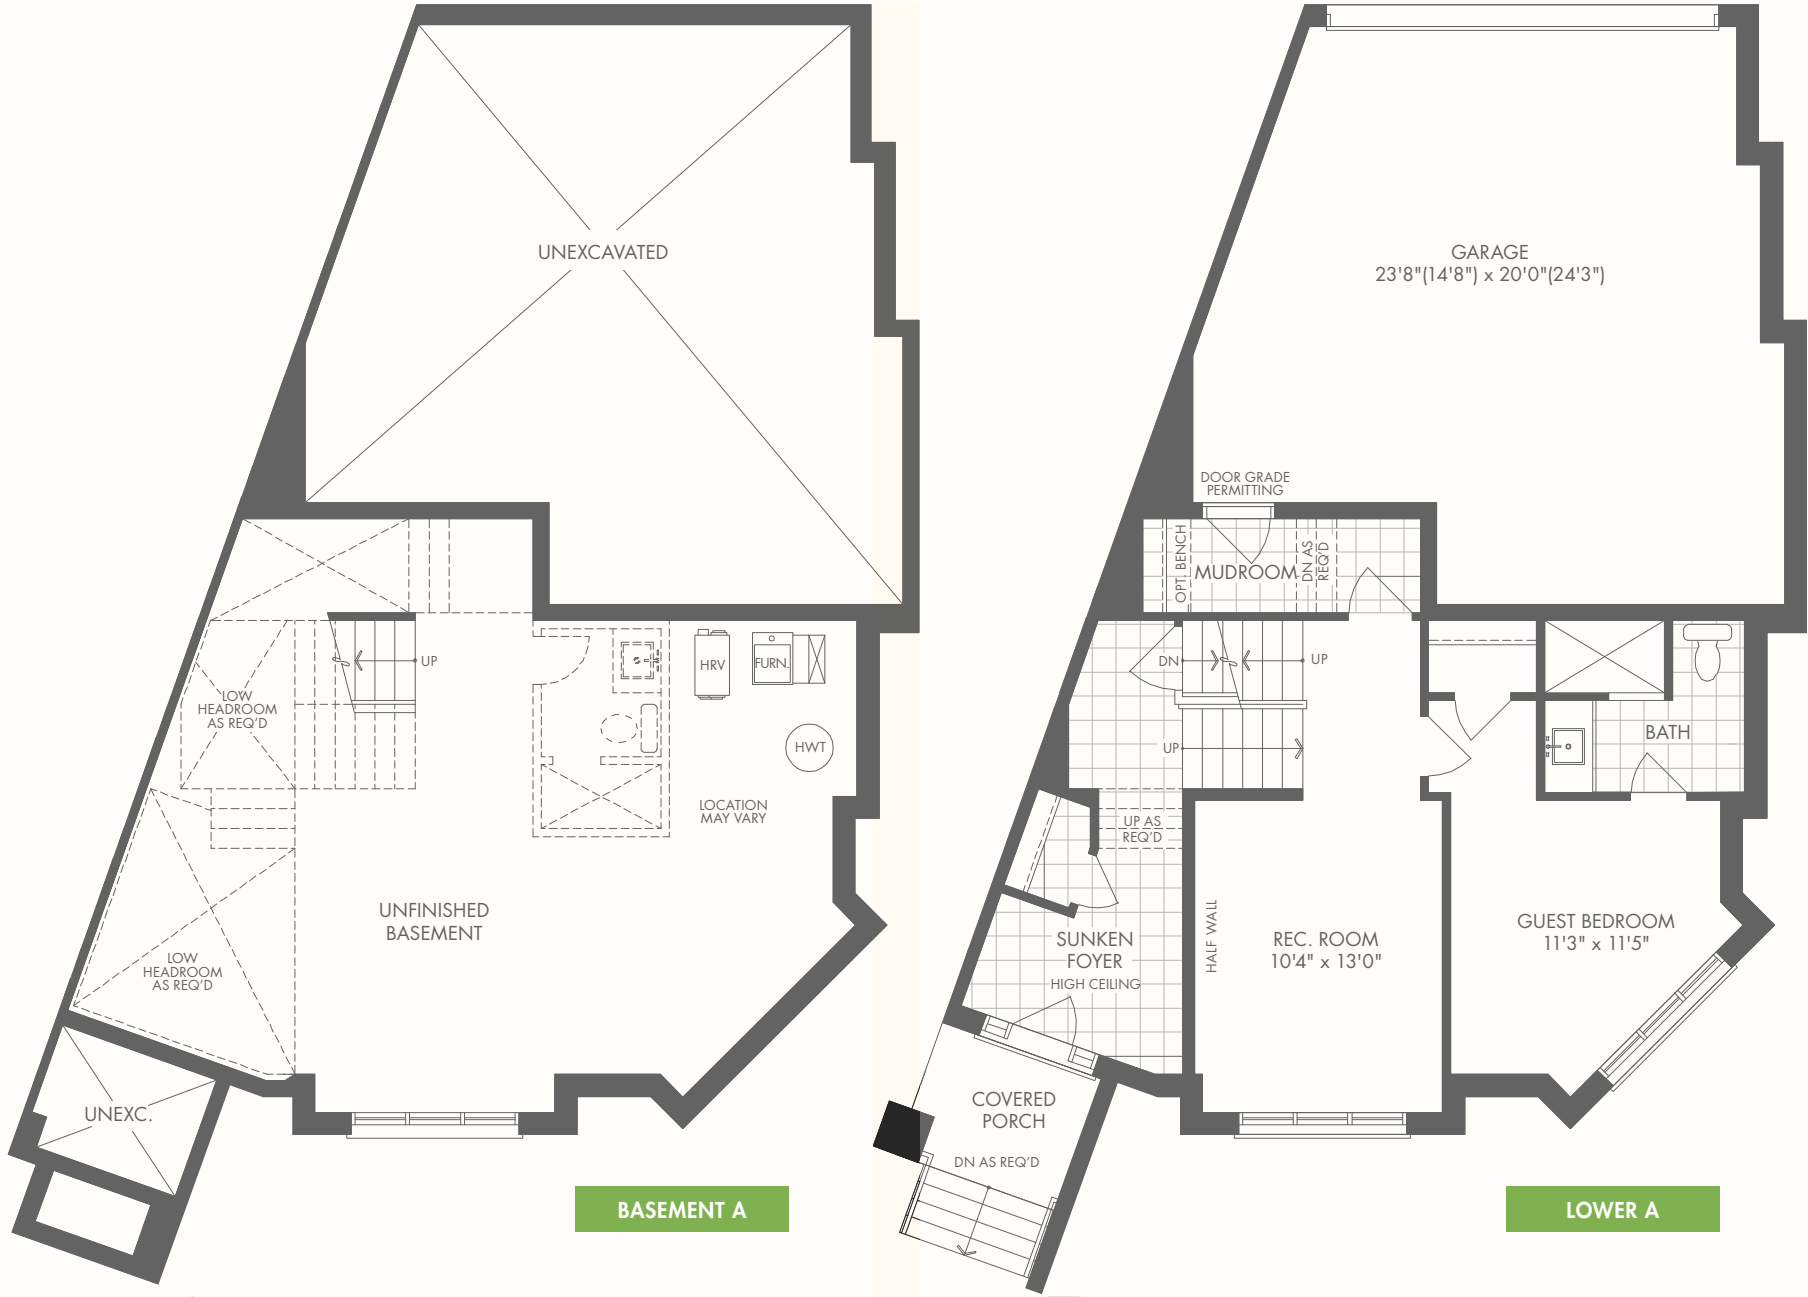 UNEXCAVATED
UP
LOW
HEADROOM
AS REQ'D
HRV
FURN.
HWT
LOCATION
MAY VARY
UNFINISHED
BASEMENT
LOW
HEADROOM
AS REQ'D
UNEXC.
BASEMENT A
GARAGE
23'8"(14'8") x 20'0"(24'3")
DOOR GRADE
PERMITTING
OPT. BENCH
MUDROOM
DN AS
REQ'D
DN
UP
UP
BATH
UP AS
REQ'D
HALF WALL
SUNKEN
FOYER
HIGH CEILING
REC. ROOM
10'4" x 13'0"
GUEST BEDROOM
11'3" x 11'5"
COVERED
PORCH
DN AS REQ'D
LOWER A